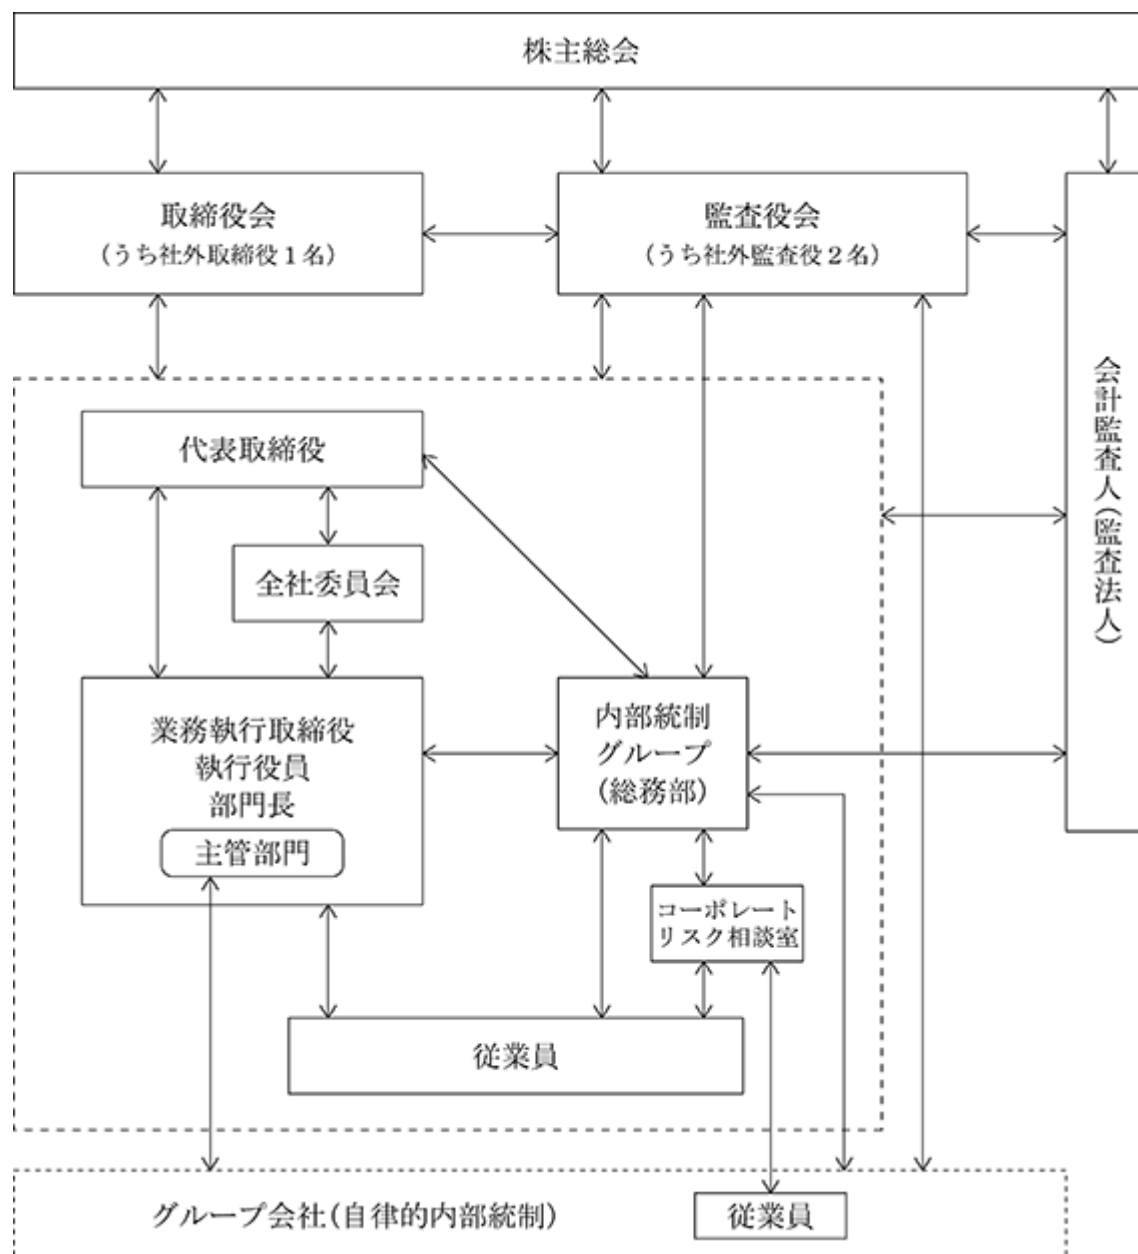 株主総会
取締役会
(うち社外取締役1名)
監査役会
(うち社外監査役2名)
会計監査人(監査法人)
代表取締役
全社委員会
業務執行取締役
執行役員
部門長
主管部門
内部統制
グループ
(総務部)
コーポレート
リスク相談室
従業員
グループ会社(自律的内部統制)
従業員